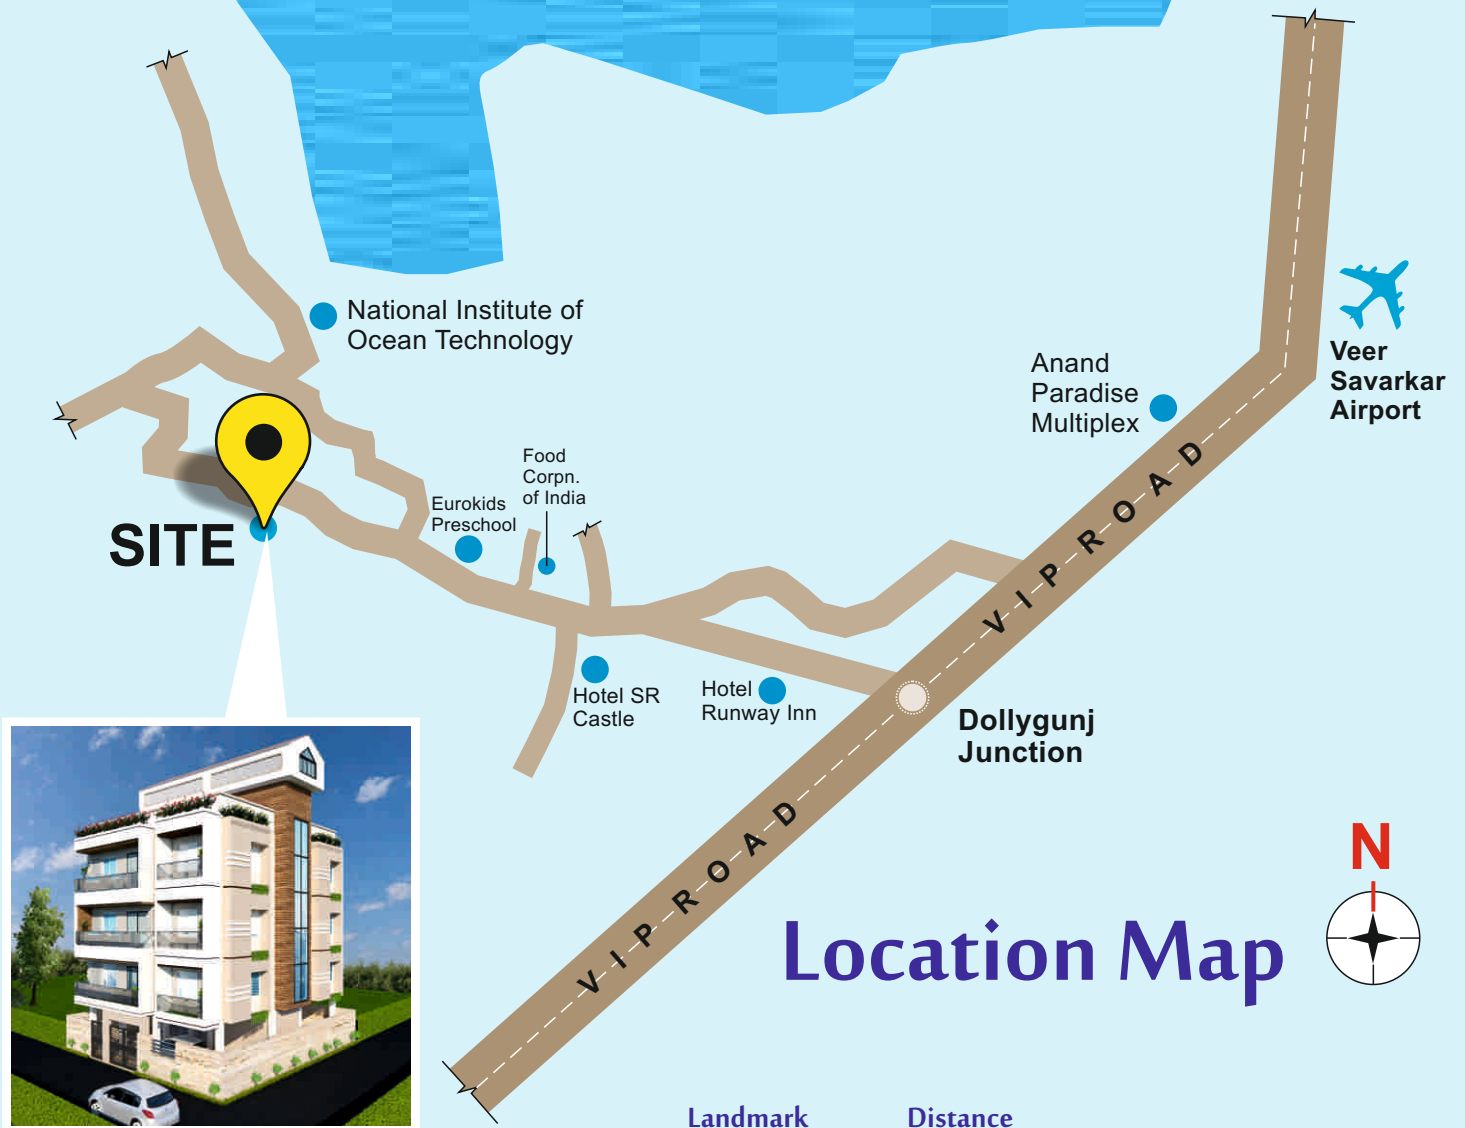 National Institute of
Ocean Technology
Anand
Paradise
Multiplex
Veer
Savarkar
Airport
Food
Corpn.
of India
Eurokids
Preschool
SITE
VIP ROAD
Hotel SR
Castle
Hotel
Runway Inn
Dollygunj
Junction
VIP ROAD
N
Location Map
Landmark Distance